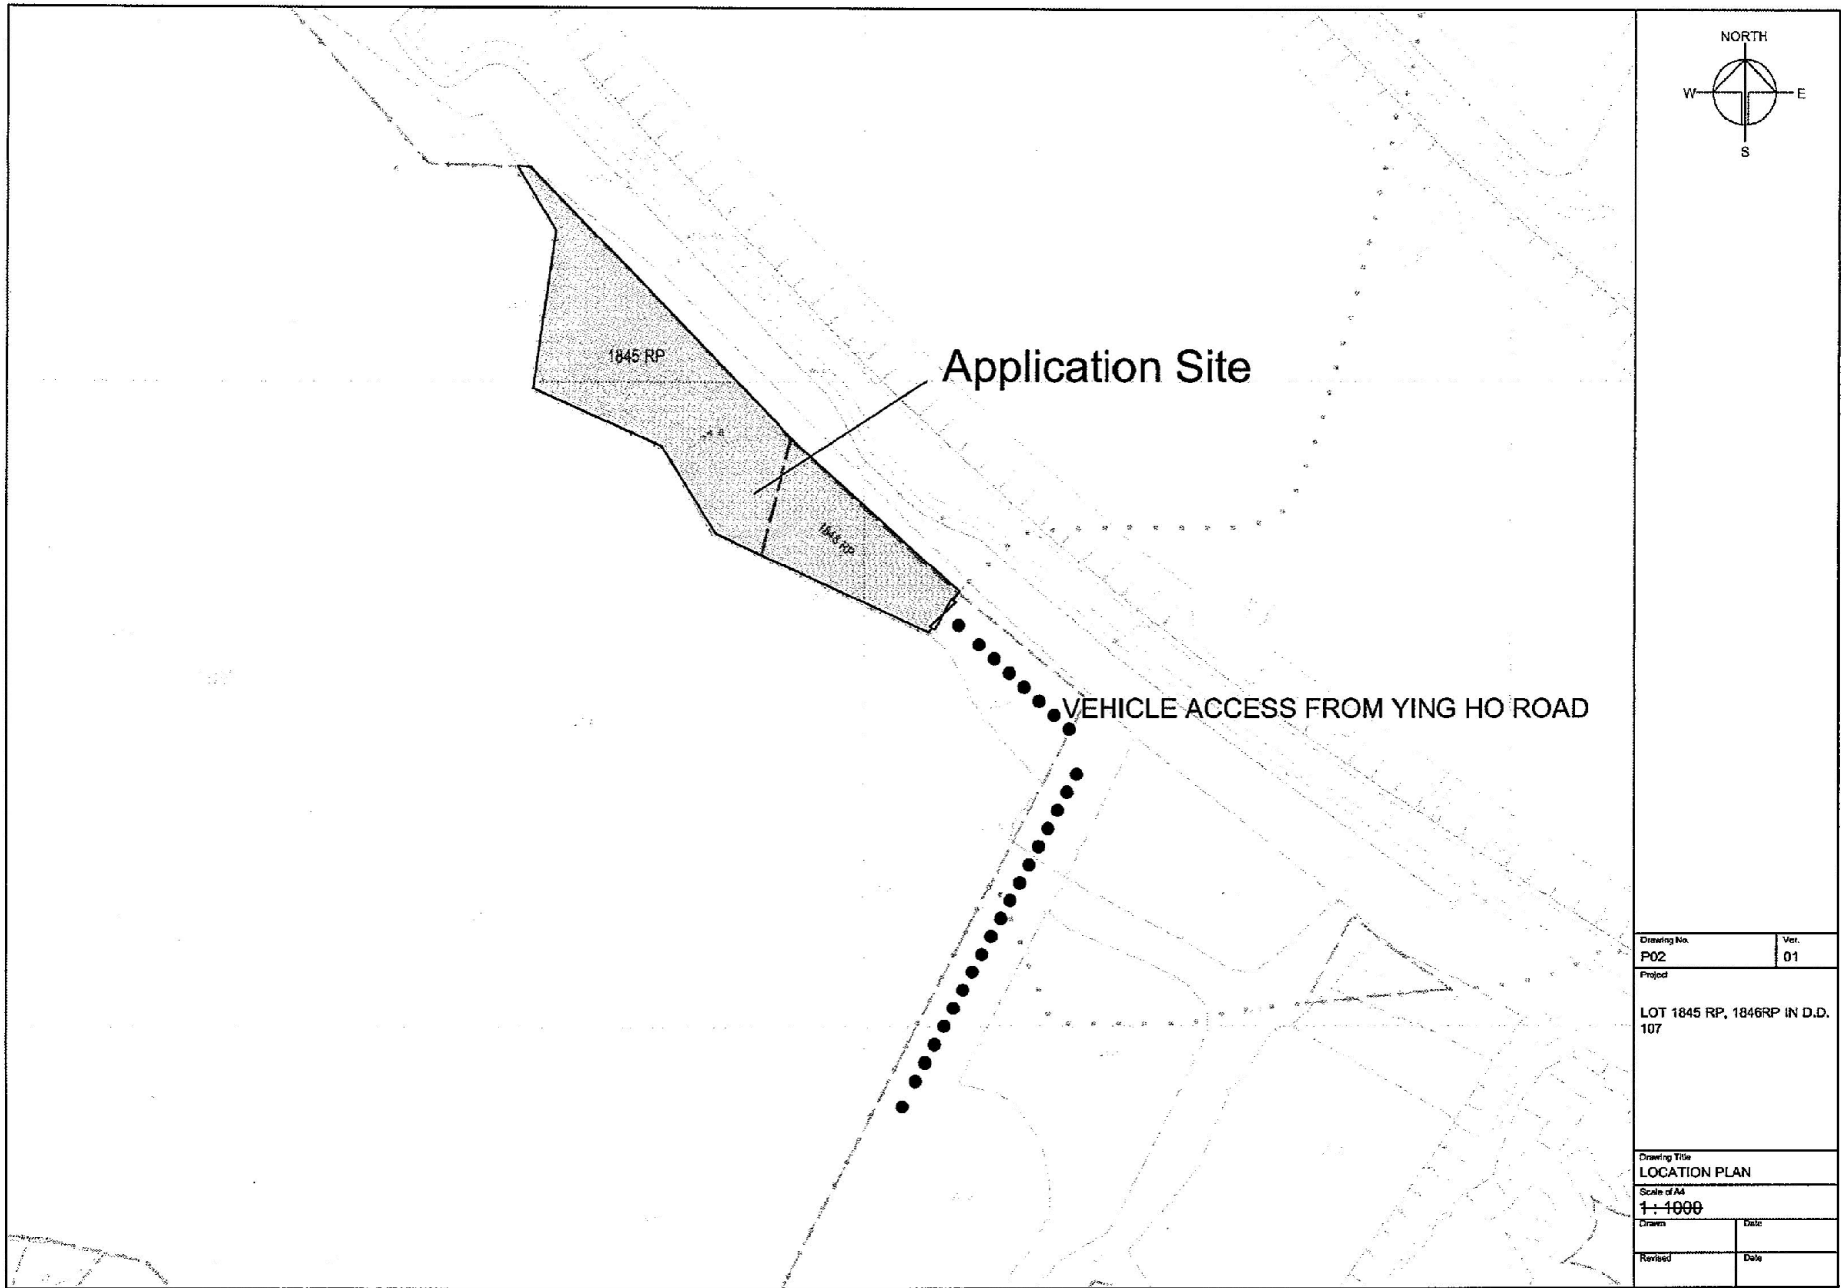 NORTH
W
E
S
1845 RP
Application Site
1846 RP
VEHICLE ACCESS FROM YING HO ROAD
Drawing No.
Ver.
P02
01
Project
LOT 1845 RP, 1846RP IN D.D.
107
Drawing Title
LOCATION PLAN
Scale of A4
1 : 1000
Drawn
Date
Revised
Date